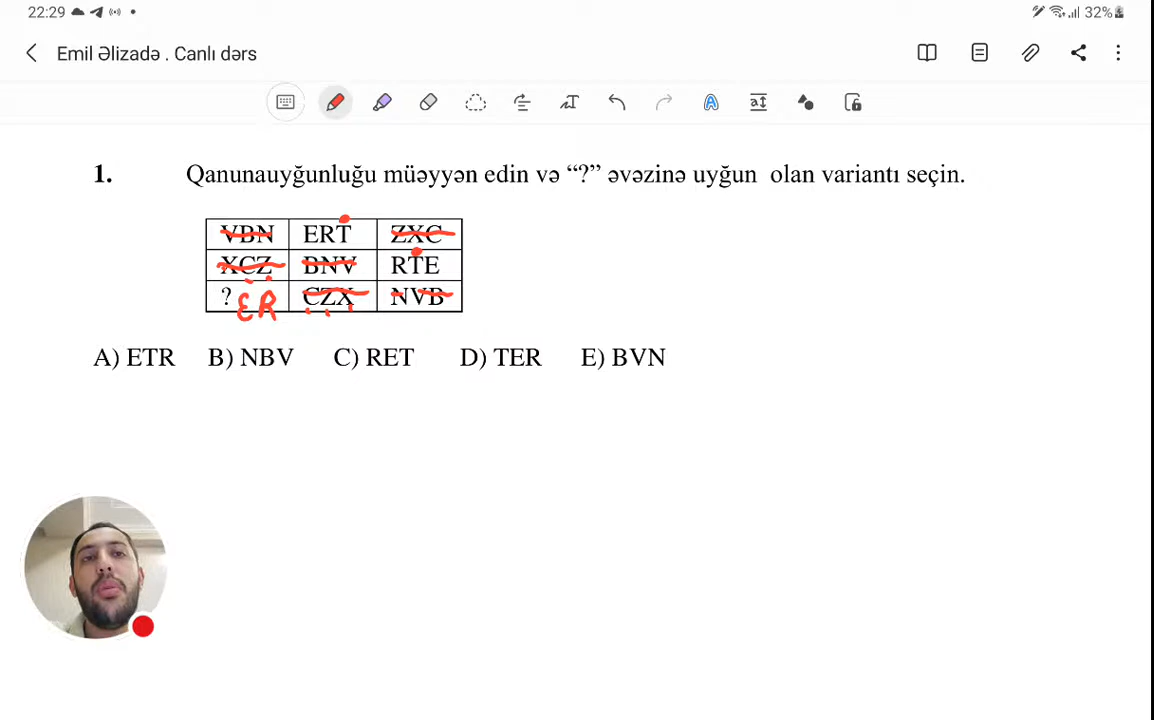 22:29 32%
Emil Əlizadə . Canlı dərs
1. Qanunauyğunluğu müəyyən edin və “?” əvəzinə uyğun olan variantı seçin.
VBN ERT ZXC
XCZ BNV RTE
? ER CZX NVB
A) ETR B) NBV C) RET D) TER E) BVN